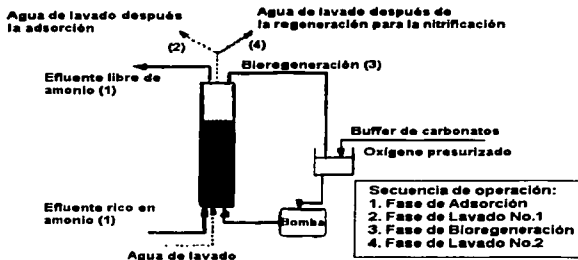 Agua de lavado después
la adsorción
Agua de lavado después de
la regeneración para la nitrificación
(2)
(4)
Efluente libre de
amonio (1)
Bioregeneración (3)
Buffer de carbonatos
Oxígeno presurizado
Secuencia de operación:
1. Fase de Adsorción
2. Fase de Lavado No.1
3. Fase de Bioregeneración
4. Fase de Lavado No.2
Efluente rico en
amonio (1)
Bomba
Agua de lavado